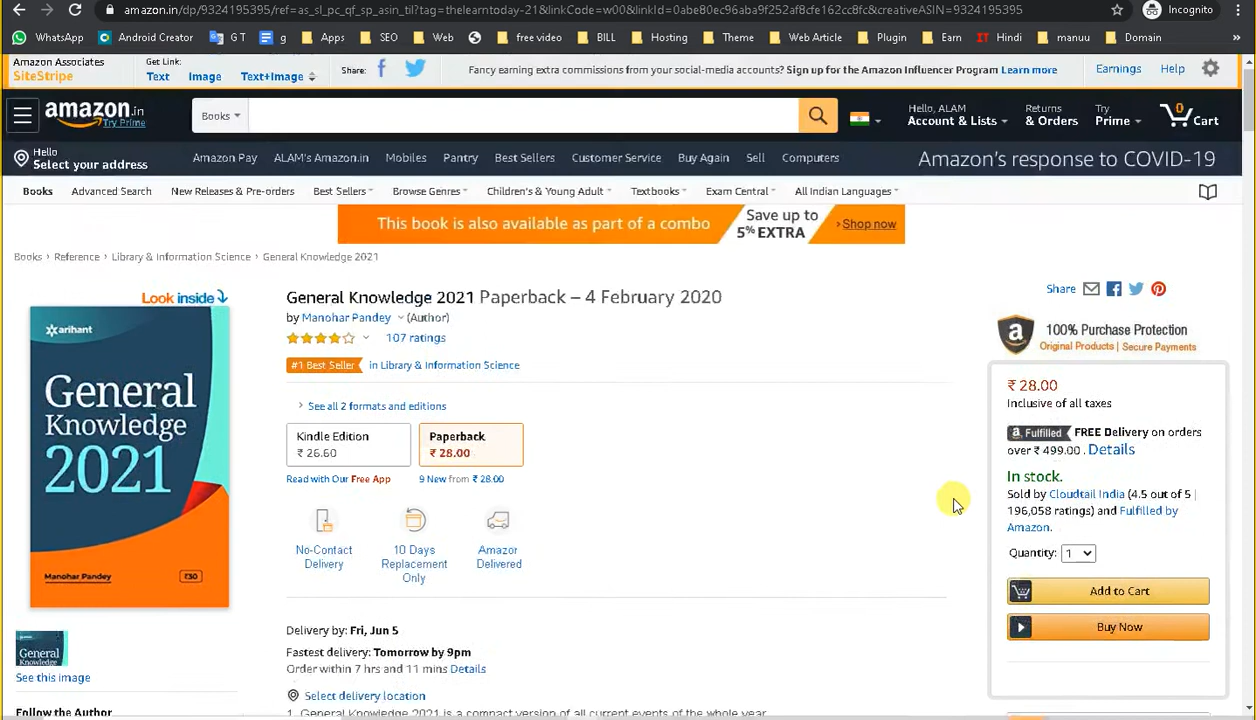 amazon.in/dp/9324195395/ref=as_sl_pc_qf_sp_asin_til?tag=thelearntoday-21&linkCode=w00&linkId=0abe80ec96aba9f252af8cfe162cc8fc&creativeASIN=9324195395
Incognito
WhatsApp Android Creator G T g Apps SEO Web free video BILL Hosting Theme Web Article Plugin Earn IT Hindi manuu Domain »
Amazon Associates
SiteStripe
Get Link:
Text Image Text+Image
Share:
Fancy earning extra commissions from your social-media accounts? Sign up for the Amazon Influencer Program Learn more
Earnings Help
amazon.in
Try Prime
Books
Hello, ALAM
Account & Lists
Returns
& Orders
Try
Prime
0
Cart
Hello
Select your address
Amazon Pay ALAM's Amazon.in Mobiles Pantry Best Sellers Customer Service Buy Again Sell Computers
Amazon's response to COVID-19
Books Advanced Search New Releases & Pre-orders Best Sellers Browse Genres Children's & Young Adult Textbooks Exam Central All Indian Languages
This book is also available as part of a combo
Save up to
5% EXTRA
› Shop now
Books › Reference › Library & Information Science › General Knowledge 2021
Look inside
arihant
General
Knowledge
2021
Manohar Pandey
₹30
General
Knowledge
See this image
Follow the Author
General Knowledge 2021 Paperback – 4 February 2020
by Manohar Pandey (Author)
107 ratings
#1 Best Seller in Library & Information Science
› See all 2 formats and editions
Kindle Edition
₹ 26.60
Paperback
₹ 28.00
Read with Our Free App
9 New from ₹ 28.00
No-Contact
Delivery
10 Days
Replacement
Only
Amazon
Delivered
Delivery by: Fri, Jun 5
Fastest delivery: Tomorrow by 9pm
Order within 7 hrs and 11 mins Details
Select delivery location
1. General Knowledge 2021 is a compact version of all current events of the whole year
Share
a
100% Purchase Protection
Original Products | Secure Payments
₹ 28.00
Inclusive of all taxes
a Fulfilled FREE Delivery on orders
over ₹ 499.00 . Details
In stock.
Sold by Cloudtail India (4.5 out of 5 |
196,058 ratings) and Fulfilled by
Amazon.
Quantity: 1
Add to Cart
Buy Now